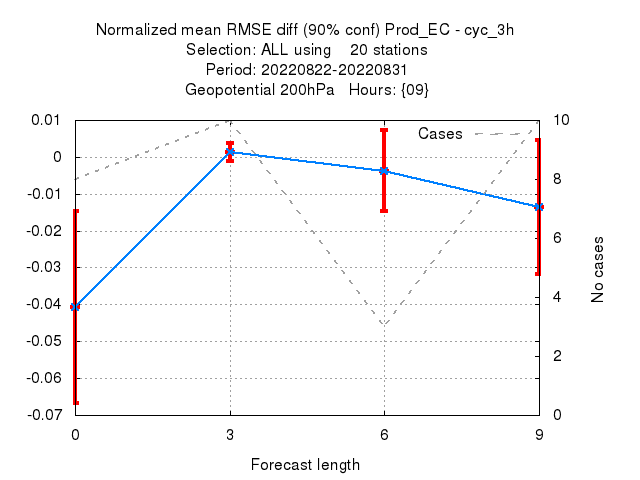 Normalized mean RMSE diff (90% conf) Prod_EC - cyc_3h
Selection: ALL using    20 stations
Period: 20220822-20220831
Geopotential 200hPa   Hours: {09}
0.01
0
-0.01
-0.02
-0.03
-0.04
-0.05
-0.06
-0.07
Cases
10
8
6
4
2
0
No cases
0
3
6
9
Forecast length